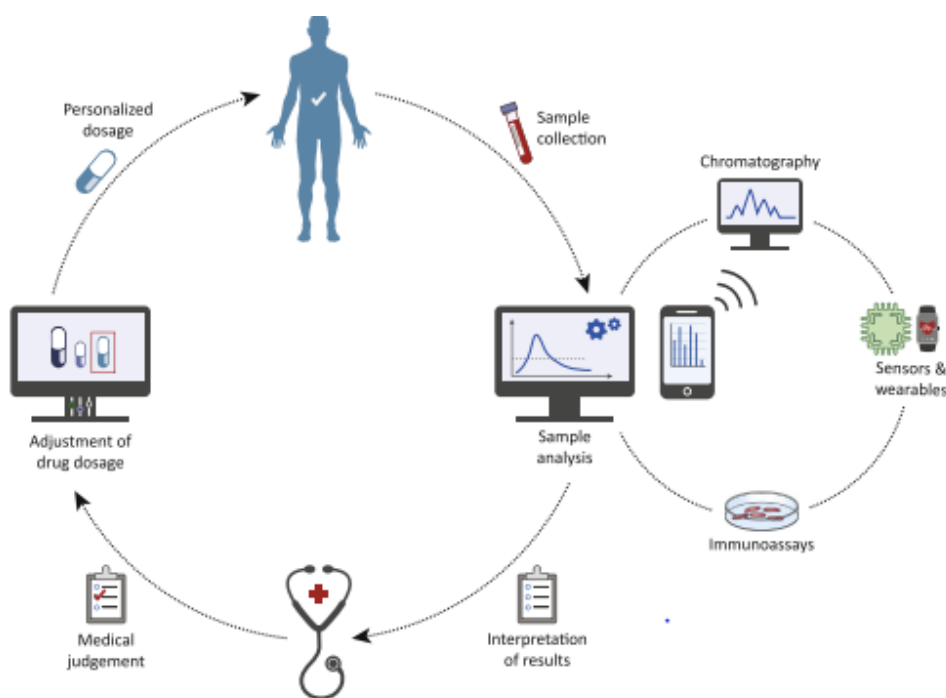 Personalized
dosage
Sample
collection
Chromatography
Sensors &
wearables
Adjustment of
drug dosage
Sample
analysis
Immunoassays
Medical
judgement
Interpretation
of results